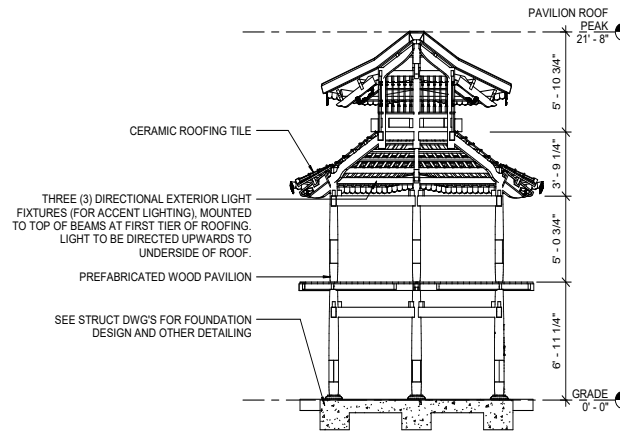 PAVILION ROOF
PEAK
21' - 8"
5' - 10 3/4"
CERAMIC ROOFING TILE
3' - 9 1/4"
THREE (3) DIRECTIONAL EXTERIOR LIGHT
FIXTURES (FOR ACCENT LIGHTING), MOUNTED
TO TOP OF BEAMS AT FIRST TIER OF ROOFING.
LIGHT TO BE DIRECTED UPWARDS TO
UNDERSIDE OF ROOF.
5' - 0 3/4"
PREFABRICATED WOOD PAVILION
SEE STRUCT DWG'S FOR FOUNDATION
DESIGN AND OTHER DETAILING
6' - 11 1/4"
GRADE
0' - 0"